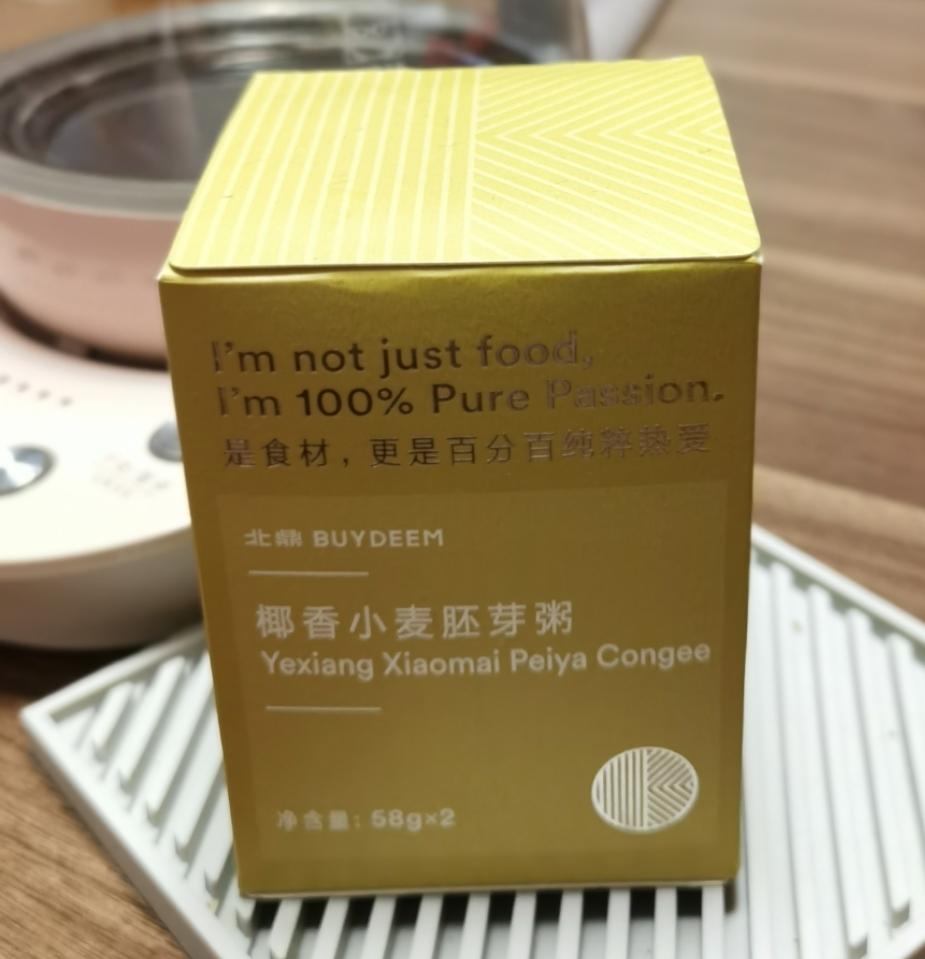 I'm not just food,
I'm 100% Pure Passion.
是食材，更是百分百纯粹热爱
北鼎 BUYDEEM
椰香小麦胚芽粥
Yexiang Xiaomai Peiya Congee
净含量：58g×2